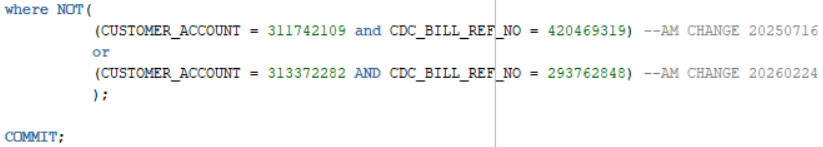 where NOT(
(CUSTOMER_ACCOUNT = 311742109 and CDC_BILL_REF_NO = 420469319) --AM CHANGE 20250716
or
(CUSTOMER_ACCOUNT = 313372282 AND CDC_BILL_REF_NO = 293762848) --AM CHANGE 20260224
);
COMMIT;